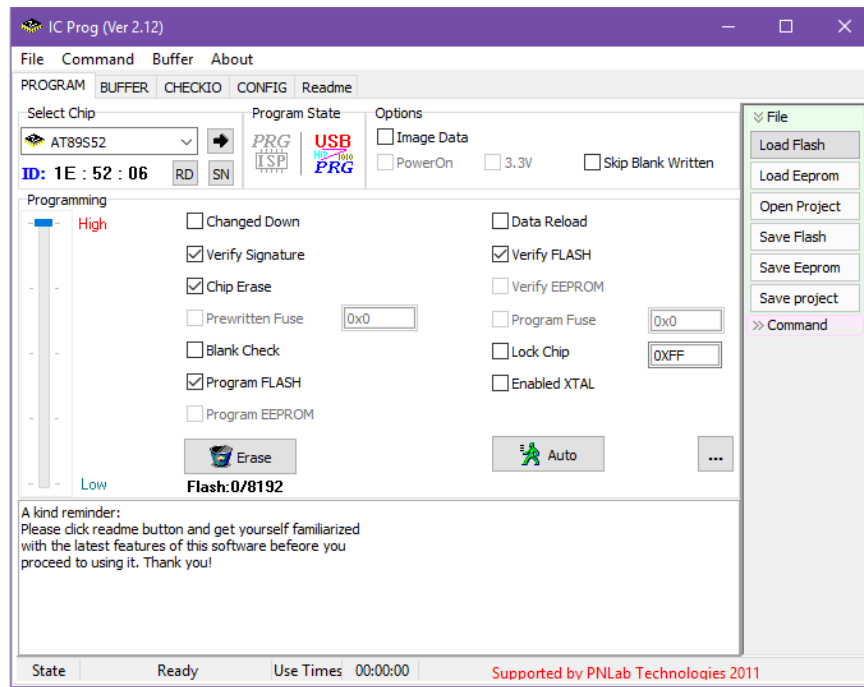 IC Prog (Ver 2.12)
File Command Buffer About
PROGRAM BUFFER CHECKIO CONFIG Readme
Select Chip
AT89S52
ID: 1E : 52 : 06 RD SN
Program State
PRG
ISP
USB
HID 1010
PRG
Options
Image Data
PowerOn 3.3V Skip Blank Written
Programming
High
Low
Changed Down
Verify Signature
Chip Erase
Prewritten Fuse 0x0
Blank Check
Program FLASH
Program EEPROM
Data Reload
Verify FLASH
Verify EEPROM
Program Fuse 0x0
Lock Chip 0XFF
Enabled XTAL
Erase
Auto
...
Flash:0/8192
File
Load Flash
Load Eeprom
Open Project
Save Flash
Save Eeprom
Save project
Command
A kind reminder:
Please click readme button and get yourself familiarized
with the latest features of this software befeore you
proceed to using it. Thank you!
State Ready Use Times 00:00:00 Supported by PNLab Technologies 2011